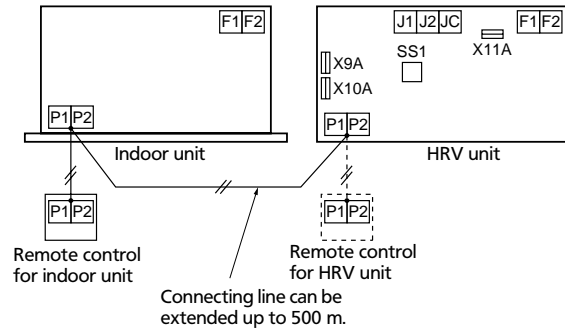 F1 F2
J1 J2 JC
F1 F2
SS1
X11A
X9A
X10A
P1 P2
P1 P2
Indoor unit
HRV unit
P1 P2
P1 P2
Remote control
for indoor unit
Remote control
for HRV unit
Connecting line can be
extended up to 500 m.